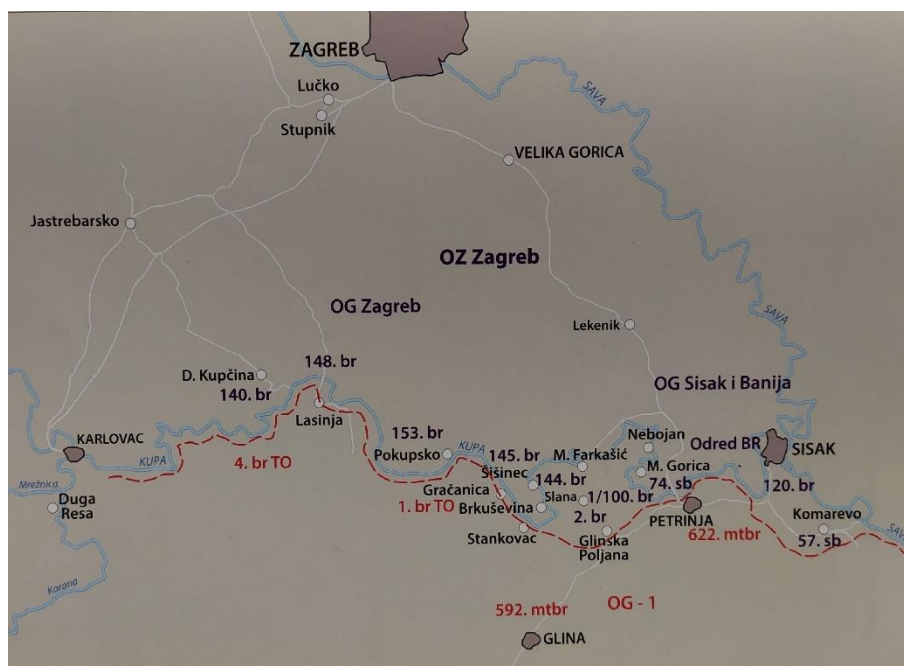 ZAGREB
Lučko
Stupnik
SAVA
VELIKA GORICA
Jastrebarsko
OZ Zagreb
OG Zagreb
SAVA
Lekenik
148. br
D. Kupčina
140. br
OG Sisak i Banija
Lasinja
153. br
Nebojan
Odred BR
SISAK
KARLOVAC
KUPA
4. br TO
Pokupsko
KUPA
145. br
M. Farkašić
Šišinec
M. Gorica
Mrežnica
Duga
Resa
Gračanica
144. br
74. sb
120. br
1. br TO
Brkuševina
Slana
1/100. br
2. br
PETRINJA
Komarevo
Stankovac
Glinska
Poljana
622. mtbr
57. sb
SAVA
Korana
592. mtbr
OG - 1
GLINA